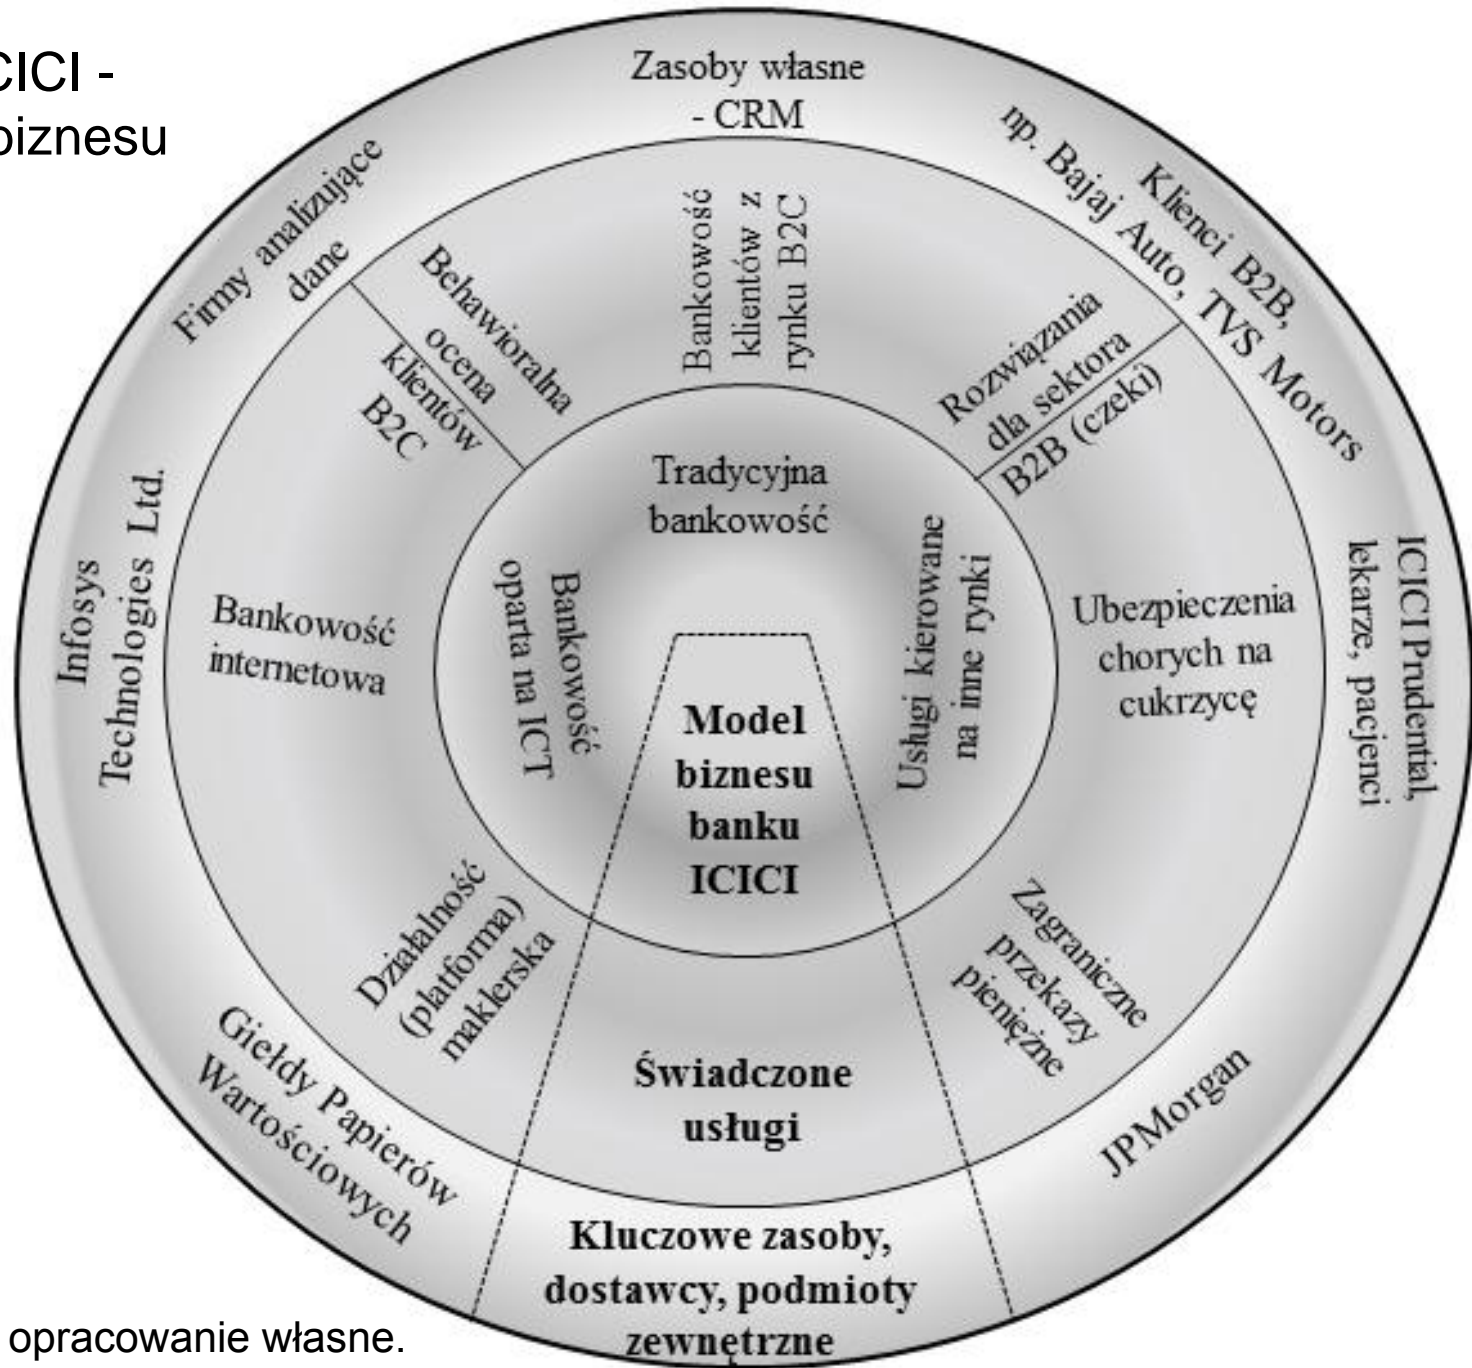 CICI -
biznesu
Zasoby własne
- CRM
Firmy analizujące
dane
Klienci B2B,
np. Bajaj Auto, TVS Motors
Behawioralna
ocena
klientów
B2C
Bankowość
klientów z
rynku B2C
Rozwiązania
dla sektora
B2B (czeki)
Tradycyjna
bankowość
Infosys
Technologies Ltd.
Bankowość
internetowa
Bankowość
oparta na ICT
Usługi kierowane
na inne rynki
Ubezpieczenia
chorych na
cukrzycę
ICICI Prudential,
lekarze, pacjenci
Model
biznesu
banku
ICICI
Działalność
(platforma)
maklerska
Zagraniczne
przekazy
pieniężne
Giełdy Papierów
Wartościowych
Świadczone
usługi
JPMorgan
Kluczowe zasoby,
dostawcy, podmioty
zewnętrzne
opracowanie własne.